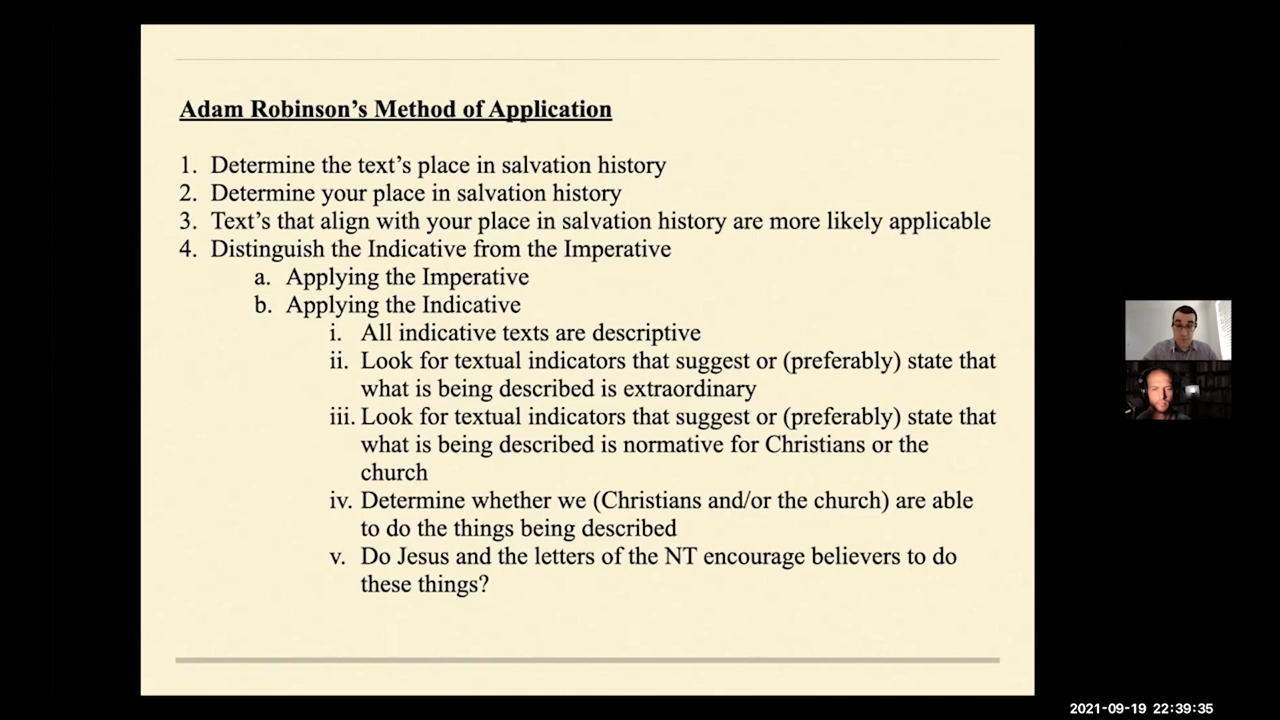 Adam Robinson’s Method of Application
1. Determine the text’s place in salvation history
2. Determine your place in salvation history
3. Text’s that align with your place in salvation history are more likely applicable
4. Distinguish the Indicative from the Imperative
a. Applying the Imperative
b. Applying the Indicative
i. All indicative texts are descriptive
ii. Look for textual indicators that suggest or (preferably) state that
what is being described is extraordinary
iii. Look for textual indicators that suggest or (preferably) state that
what is being described is normative for Christians or the
church
iv. Determine whether we (Christians and/or the church) are able
to do the things being described
v. Do Jesus and the letters of the NT encourage believers to do
these things?
2021-09-19 22:39:35